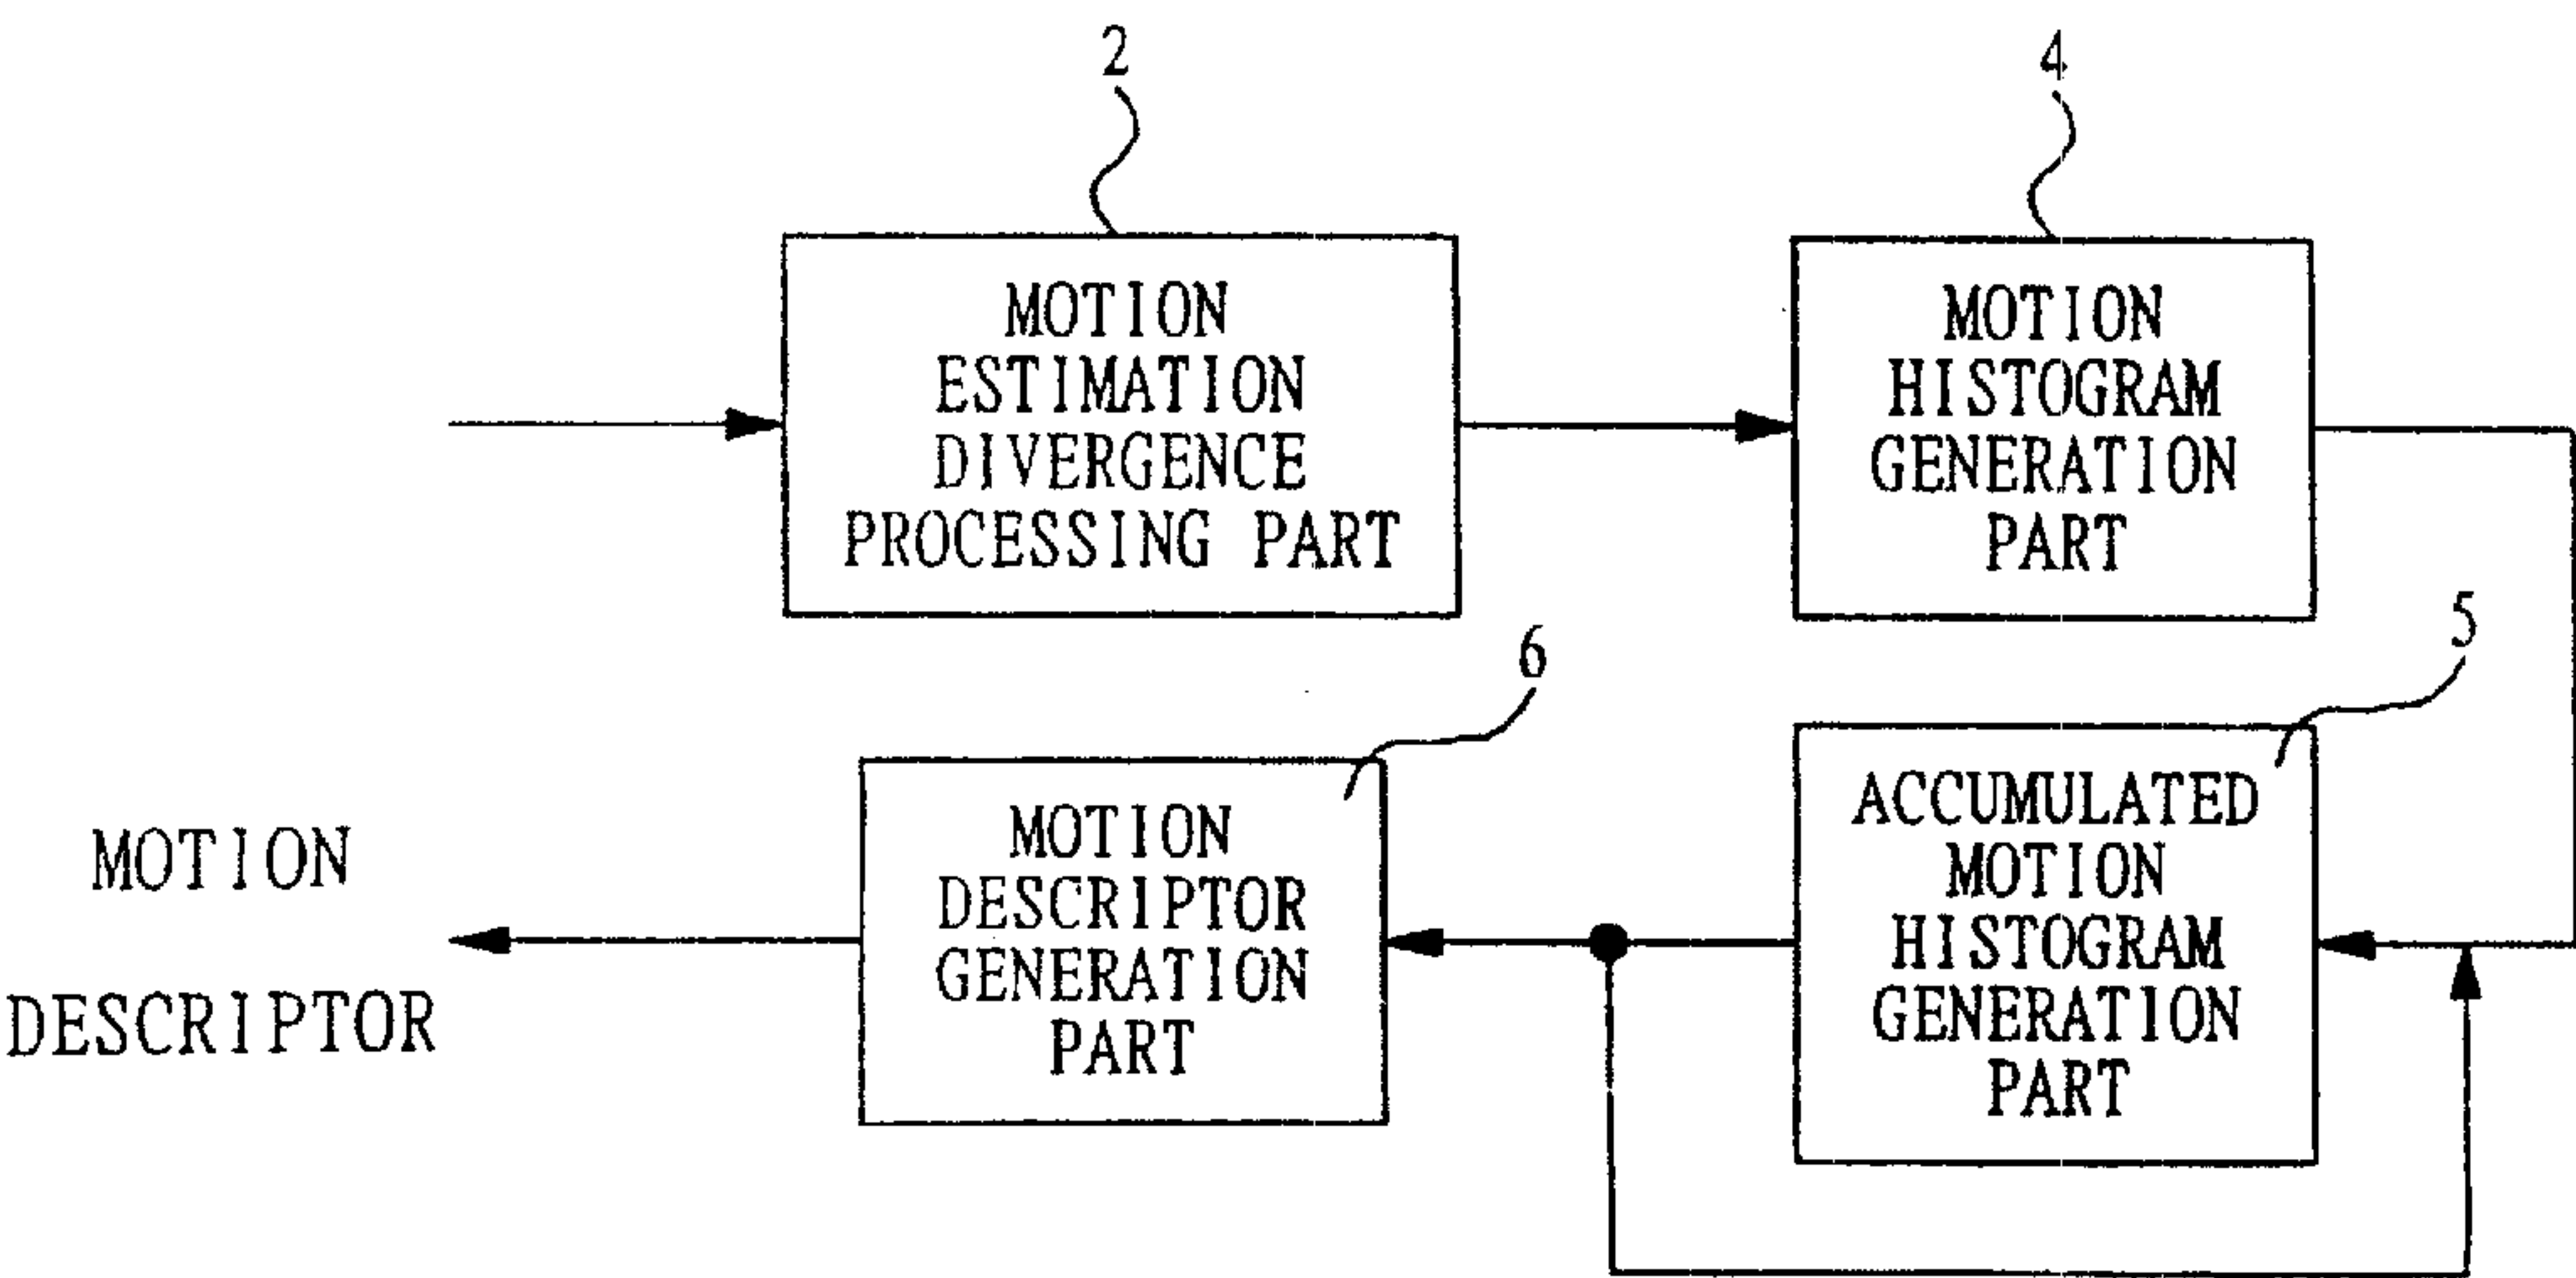 2
4
MOTION
ESTIMATION
DIVERGENCE
PROCESSING PART
MOTION
HISTOGRAM
GENERATION
PART
6
5
MOTION
DESCRIPTOR
GENERATION
PART
ACCUMULATED
MOTION
HISTOGRAM
GENERATION
PART
MOTION
DESCRIPTOR